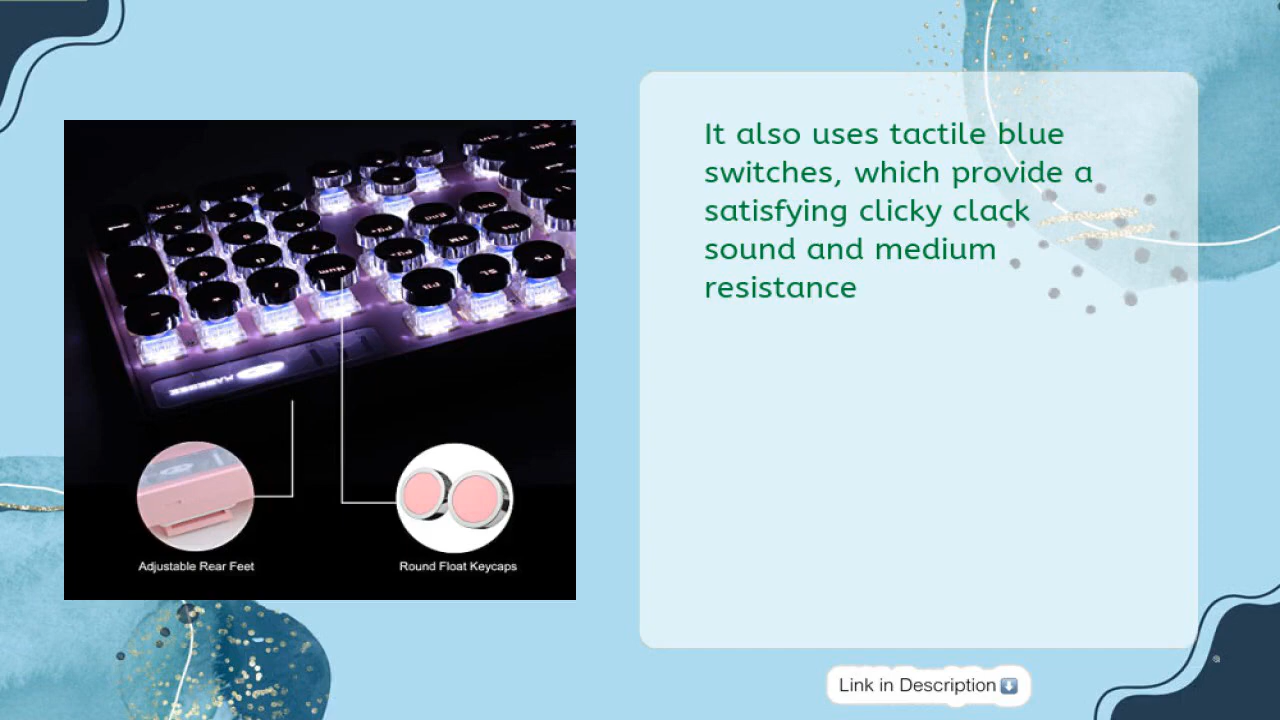 It also uses tactile blue
switches, which provide a
satisfying clicky clack
sound and medium
resistance
Adjustable Rear Feet
Round Float Keycaps
Link in Description⬇️